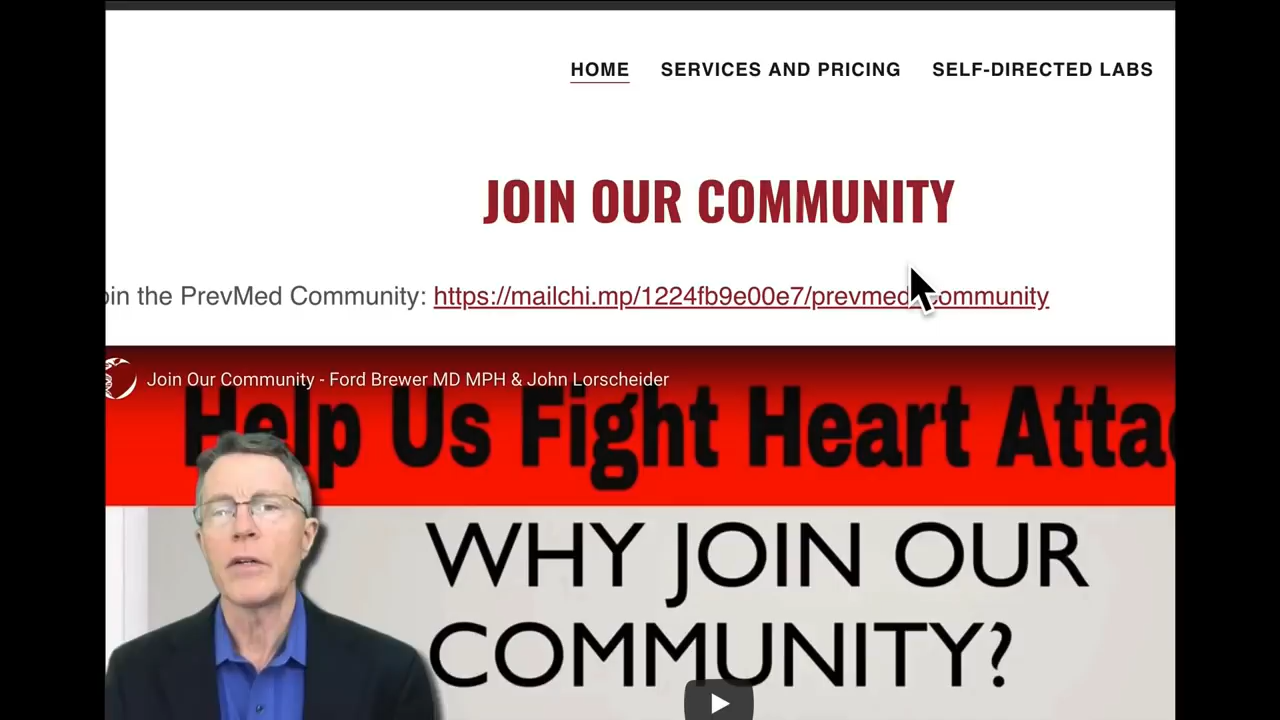 HOME SERVICES AND PRICING SELF-DIRECTED LABS
JOIN OUR COMMUNITY
oin the PrevMed Community: https://mailchi.mp/1224fb9e00e7/prevmed-community
Join Our Community - Ford Brewer MD MPH & John Lorscheider
Help Us Fight Heart Attac
WHY JOIN OUR
COMMUNITY?